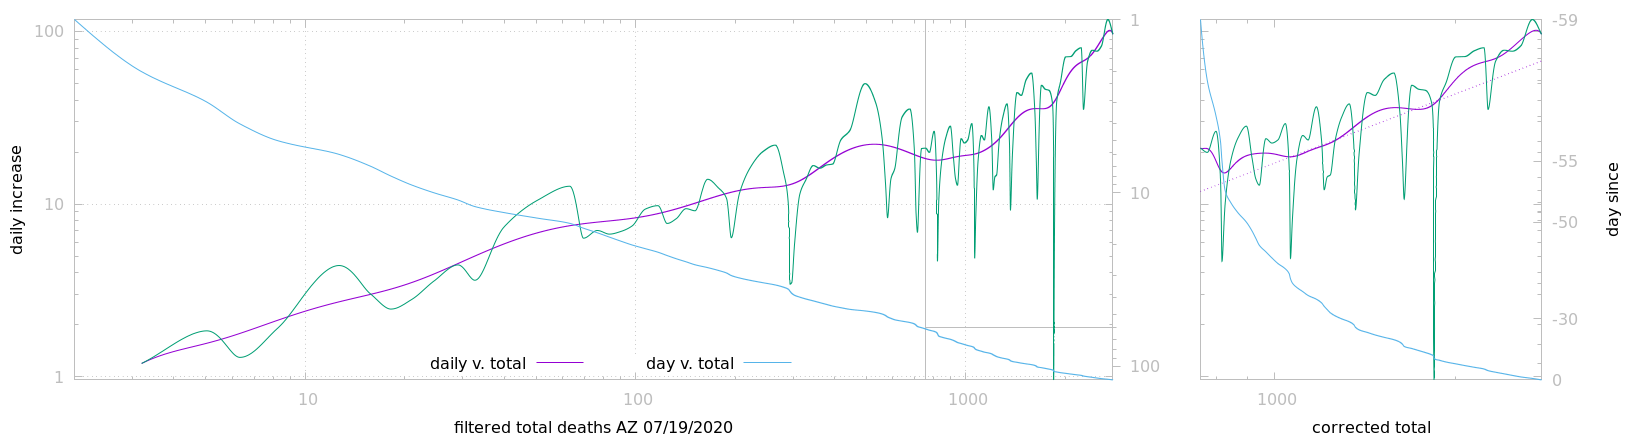 daily increase
100
10
1
10
100
1000
1
10
100
daily v. total
day v. total
filtered total deaths AZ 07/19/2020
1000
-59
-55
-50
-30
0
day since
corrected total